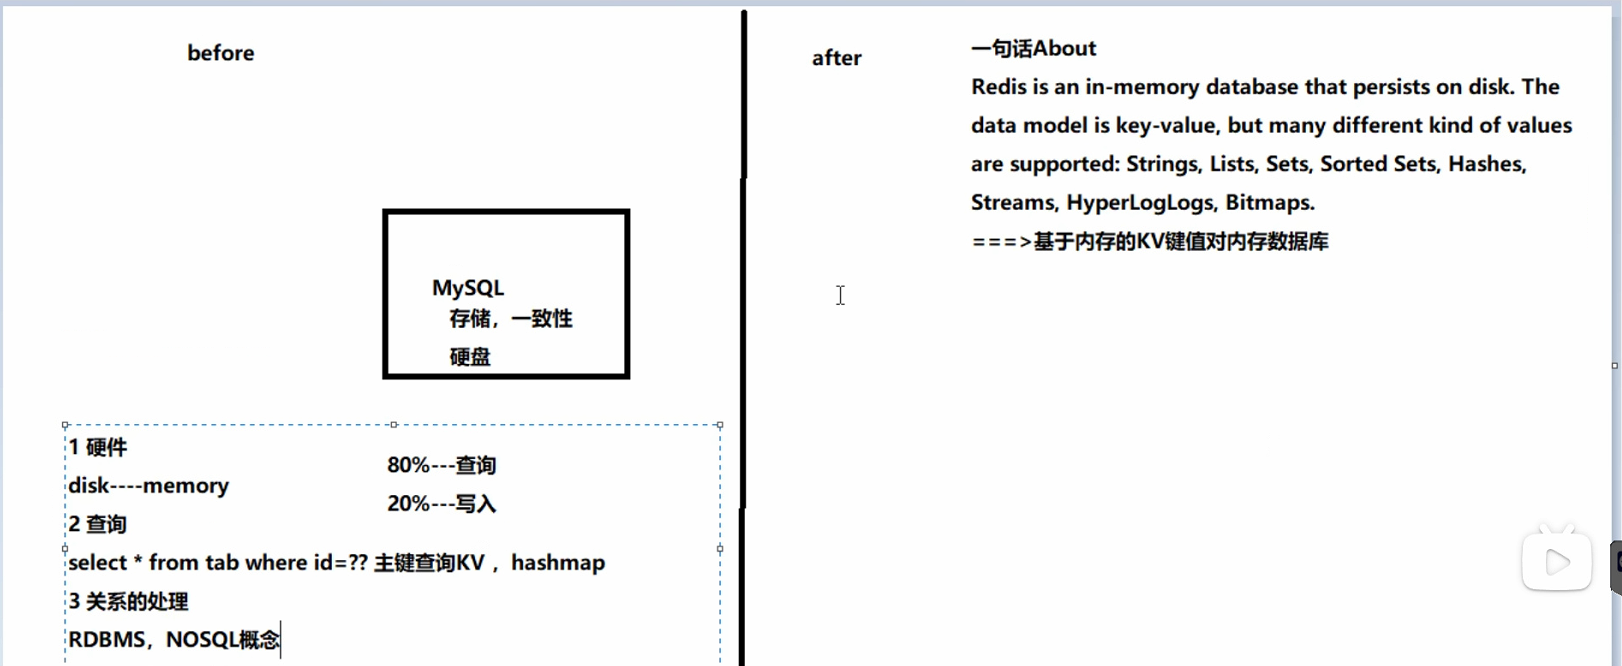 before
MySQL
存储，一致性
硬盘
1 硬件
disk----memory
80%---查询
20%---写入
2 查询
select * from tab where id=?? 主键查询KV ，hashmap
3 关系的处理
RDBMS，NOSQL概念
after
一句话About
Redis is an in-memory database that persists on disk. The
data model is key-value, but many different kind of values
are supported: Strings, Lists, Sets, Sorted Sets, Hashes,
Streams, HyperLogLogs, Bitmaps.
===>基于内存的KV键值对内存数据库